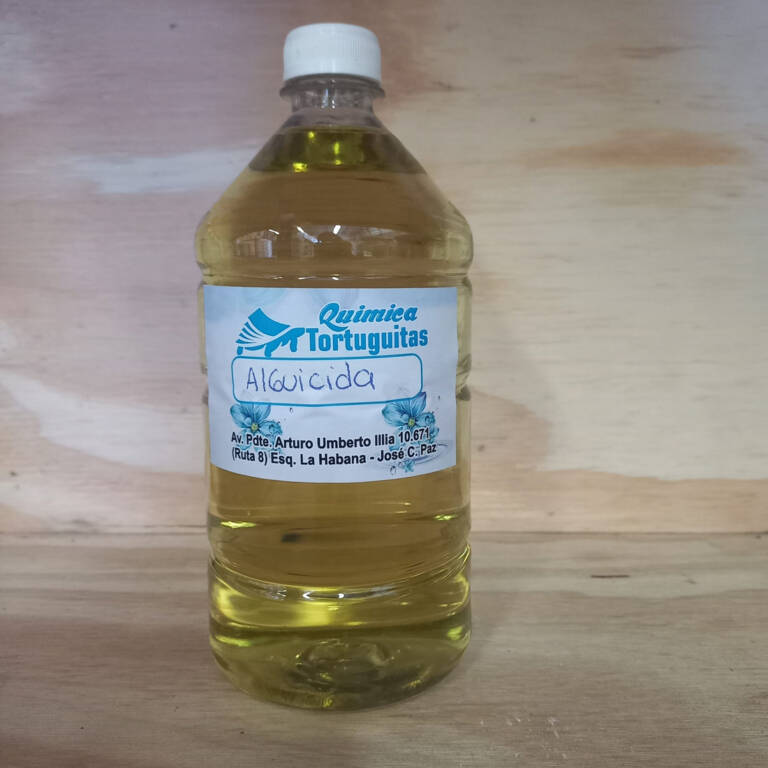 Quimica
Tortuguitas
Alguicida
Av. Pdte. Arturo Umberto Illia 10.671
(Ruta 8) Esq. La Habana - José C. Paz